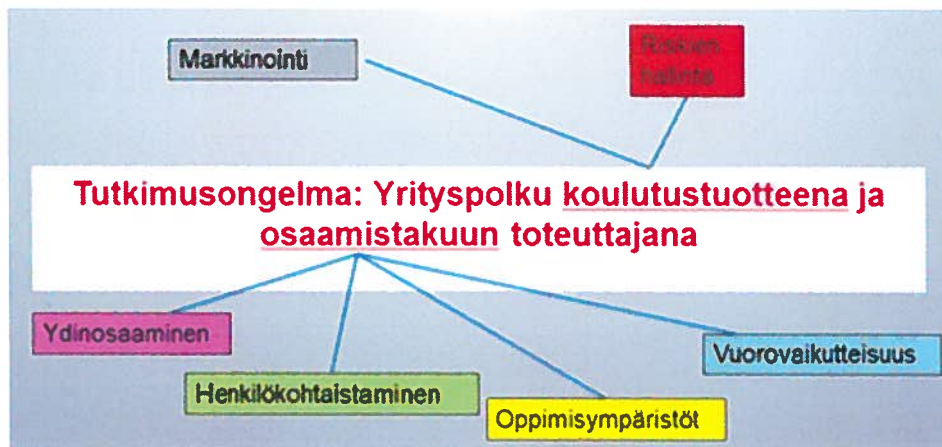 Markkinointi
Riskien
hallinta
Tutkimusongelma: Yrityspolku koulutustuotteena ja
osaamistakuun toteuttajana
Ydinosaaminen
Vuorovaikutteisuus
Henkilökohtaistaminen
Oppimisympäristöt